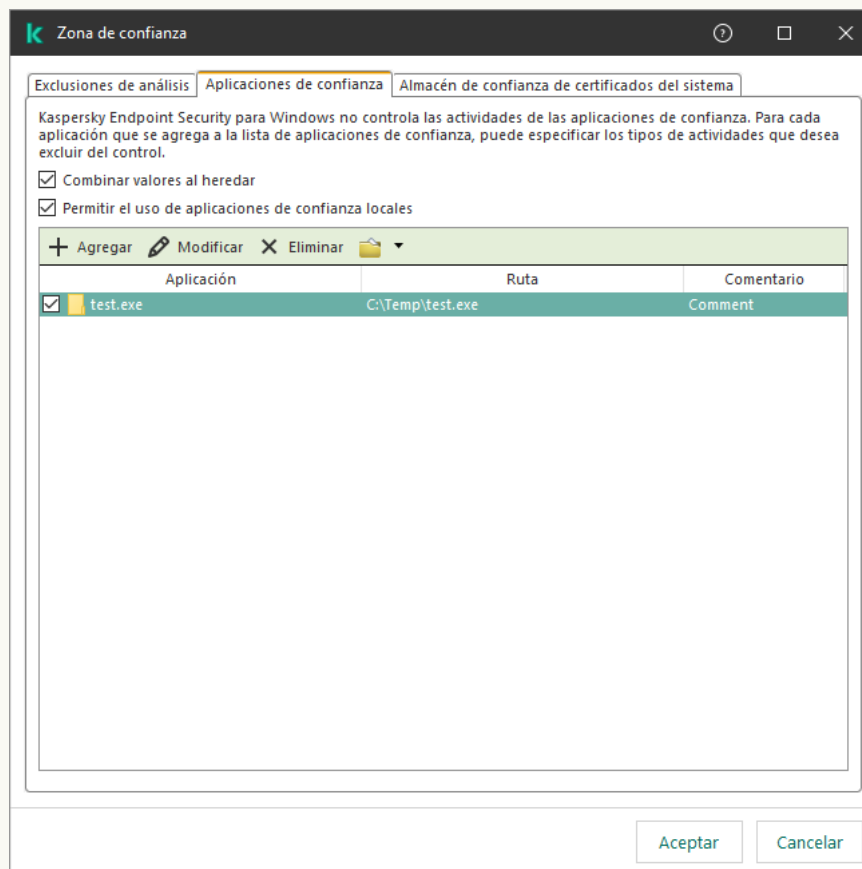 Zona de confianza
Exclusiones de análisis Aplicaciones de confianza Almacén de confianza de certificados del sistema
Kaspersky Endpoint Security para Windows no controla las actividades de las aplicaciones de confianza. Para cada
aplicación que se agrega a la lista de aplicaciones de confianza, puede especificar los tipos de actividades que desea
excluir del control.
Combinar valores al heredar
Permitir el uso de aplicaciones de confianza locales
Agregar Modificar Eliminar
Aplicación Ruta Comentario
test.exe C:\Temp\test.exe Comment
Aceptar Cancelar